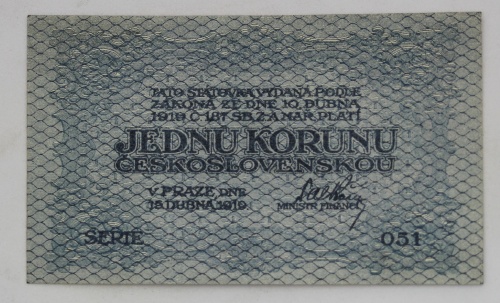 TATO STÁTOVKA VYDANÁ PODLE
ZÁKONA ZE DNE 10. DUBNA
1919 Č 187 SB. Z. A NAŘ. PLATÍ
JEDNU KORUNU
ČESKOSLOVENSKOU
V PRAZE DNE
15. DUBNA 1919.
MINISTR FINANCÍ
SERIE 051